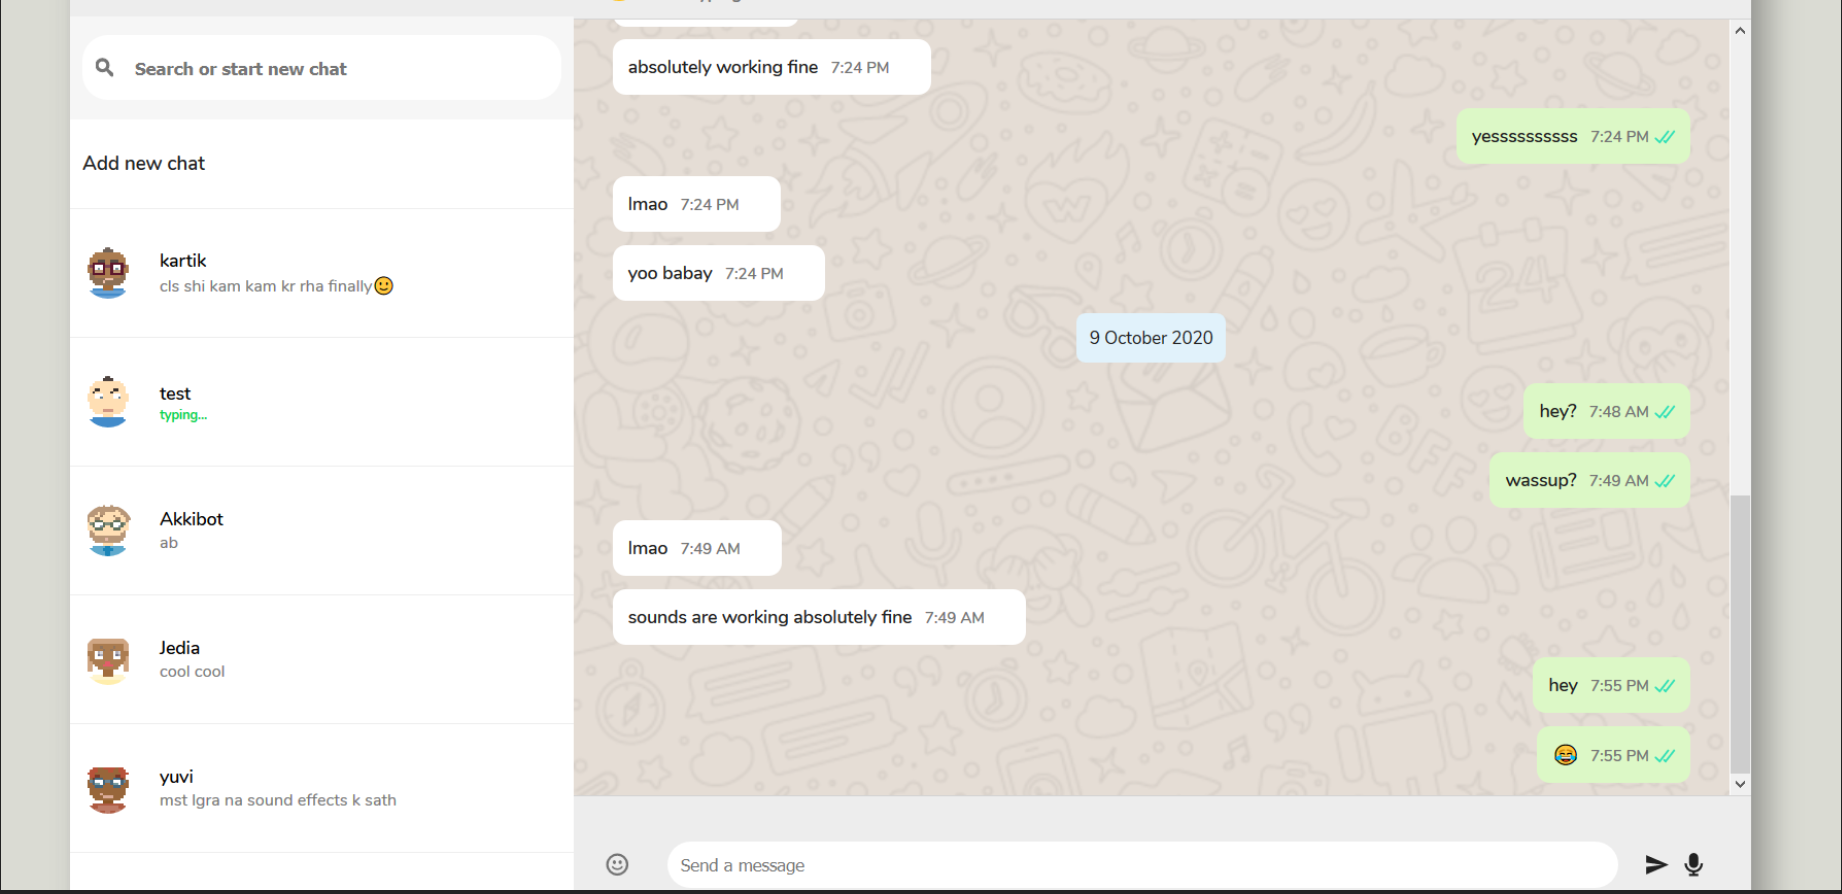 Search or start new chat
Add new chat
kartik
cls shi kam kam kr rha finally🙂
test
typing...
Akkibot
ab
Jedia
cool cool
yuvi
mst lgra na sound effects k sath
absolutely working fine 7:24 PM
yessssssssss 7:24 PM
lmao 7:24 PM
yoo babay 7:24 PM
9 October 2020
hey? 7:48 AM
wassup? 7:49 AM
lmao 7:49 AM
sounds are working absolutely fine 7:49 AM
hey 7:55 PM
😂 7:55 PM
Send a message
24
BFF